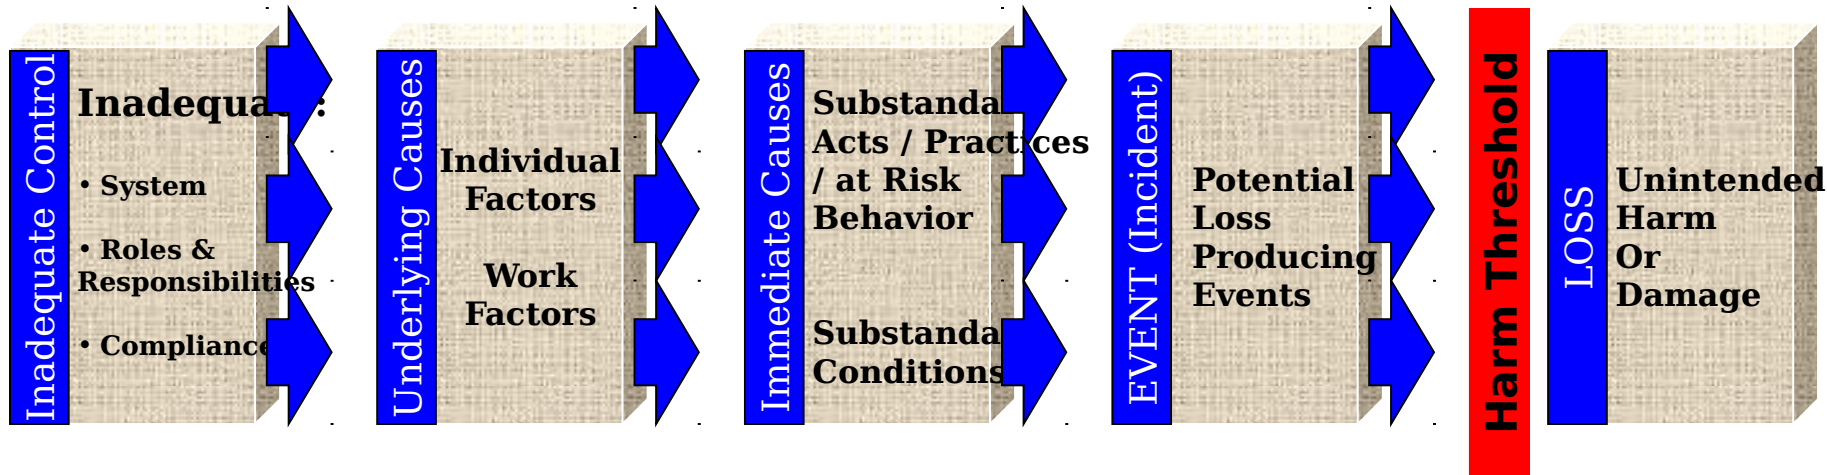 Inadequate Control
Inadequa :
• System
• Roles &
Responsibilities
• Compliance
Underlying Causes
Individual
Factors
Work
Factors
Immediate Causes
Substanda
Acts / Practices
/ at Risk
Behavior
Substanda
Conditions
EVENT (Incident)
Potential
Loss
Producing
Events
Harm Threshold
LOSS
Unintended
Harm
Or
Damage